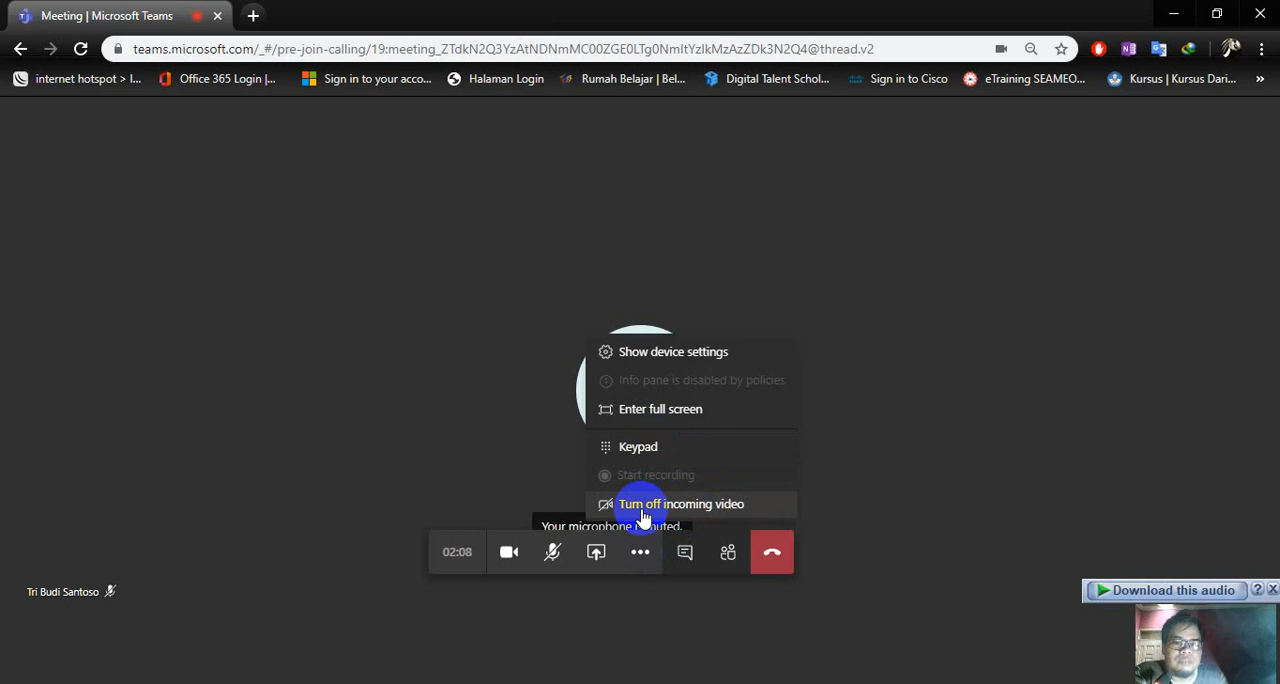 Meeting | Microsoft Teams
teams.microsoft.com/_#/pre-join-calling/19:meeting_ZTdkN2Q3YzAtNDNmMC00ZGE0LTg0NmItYzlkMzAzZDk3N2Q4@thread.v2
internet hotspot > I...
Office 365 Login |...
Sign in to your acco...
Halaman Login
Rumah Belajar | Bel...
Digital Talent Schol...
Sign in to Cisco
eTraining SEAMEO...
Kursus | Kursus Dari...
»
Show device settings
Info pane is disabled by policies
Enter full screen
Keypad
Start recording
Turn off incoming video
Your microphone is muted.
02:08
Tri Budi Santoso
Download this audio